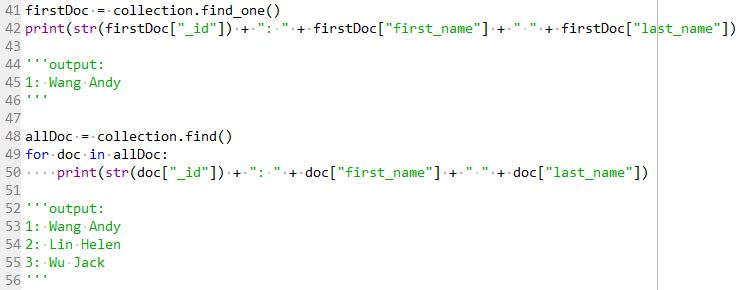 41 firstDoc = collection.find_one()
42 print(str(firstDoc["_id"]) + ": " + firstDoc["first_name"] + " " + firstDoc["last_name"])
43
44 '''output:
45 1: Wang Andy
46 '''
47
48 allDoc = collection.find()
49 for doc in allDoc:
50     print(str(doc["_id"]) + ": " + doc["first_name"] + " " + doc["last_name"])
51
52 '''output:
53 1: Wang Andy
54 2: Lin Helen
55 3: Wu Jack
56 '''